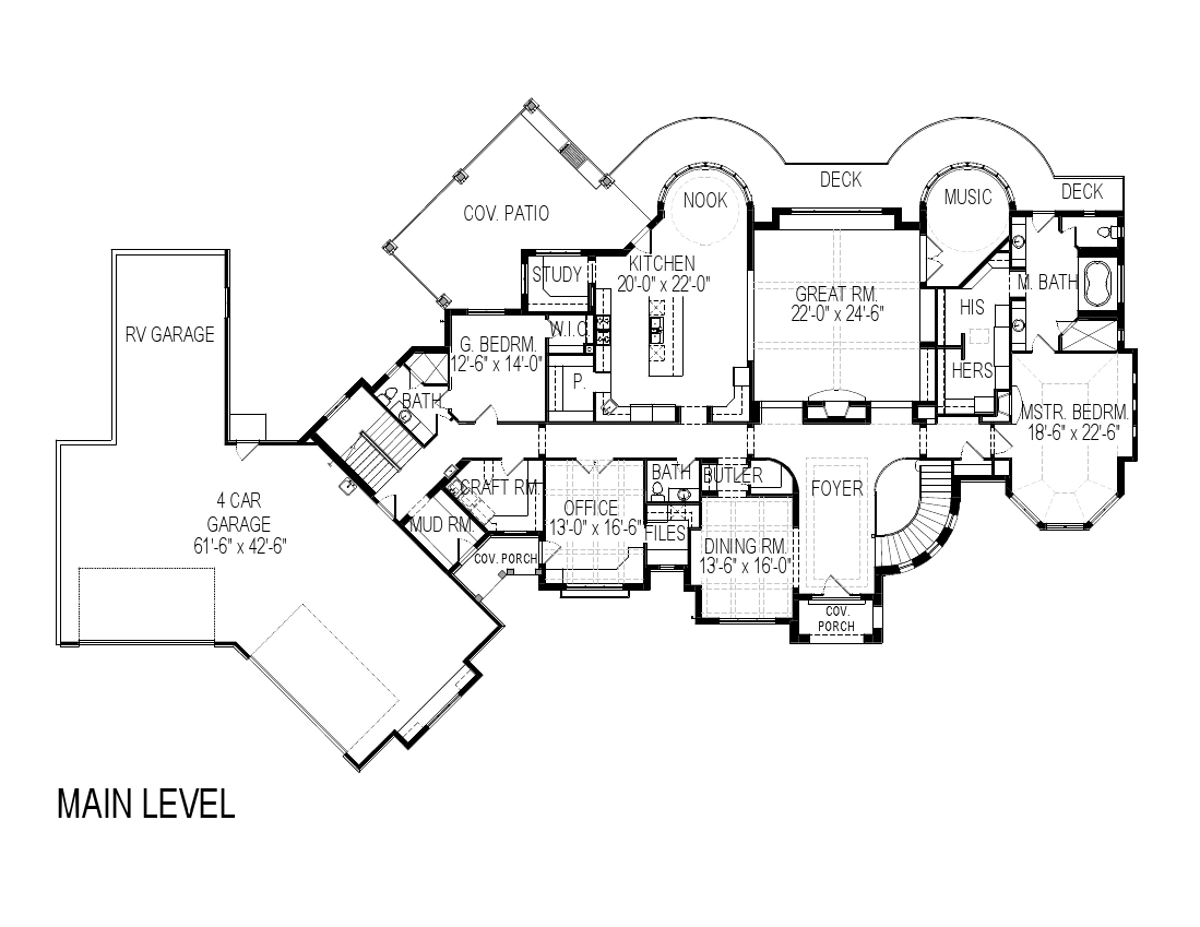 DECK
DECK
NOOK
MUSIC
COV. PATIO
KITCHEN
20'-0" x 22'-0"
STUDY
M. BATH
GREAT RM.
22'-0" x 24'-6"
HIS
RV GARAGE
W.I.C.
G. BEDRM.
12'-6" x 14'-0"
P.
HERS
BATH
MSTR. BEDRM.
18'-6" x 22'-6"
BATH
BUTLER
CRAFT RM.
FOYER
4 CAR
GARAGE
61'-6" x 42'-6"
OFFICE
13'-0" x 16'-6"
MUD RM.
FILES
DINING RM.
13'-6" x 16'-0"
COV. PORCH
COV.
PORCH
MAIN LEVEL